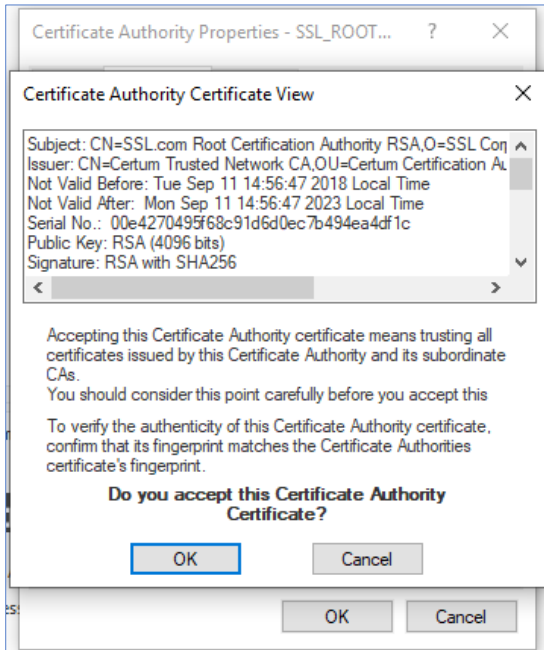 Certificate Authority Properties - SSL_ROOT... ?
Certificate Authority Certificate View
Subject: CN=SSL.com Root Certification Authority RSA,O=SSL Cor
Issuer: CN=Certum Trusted Network CA,OU=Certum Certification Au
Not Valid Before: Tue Sep 11 14:56:47 2018 Local Time
Not Valid After:  Mon Sep 11 14:56:47 2023 Local Time
Serial No.:  00e4270495f68c91d6d0ec7b494ea4df1c
Public Key: RSA (4096 bits)
Signature: RSA with SHA256
Accepting this Certificate Authority certificate means trusting all
certificates issued by this Certificate Authority and its subordinate
CAs.
You should consider this point carefully before you accept this
To verify the authenticity of this Certificate Authority certificate,
confirm that its fingerprint matches the Certificate Authorities
certificate's fingerprint.
Do you accept this Certificate Authority
Certificate?
OK Cancel
OK Cancel